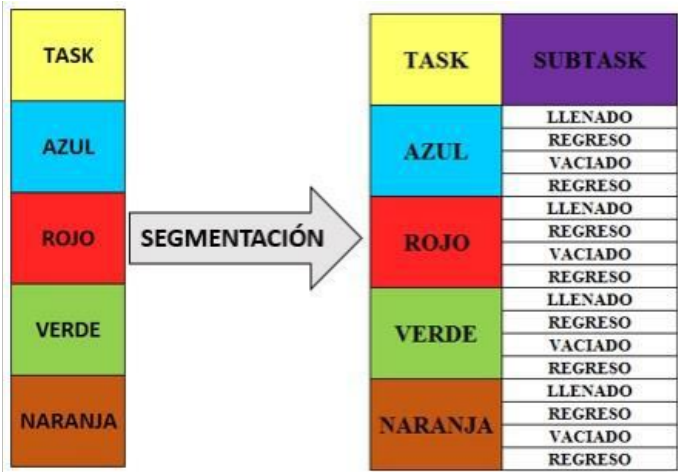 TASK
AZUL
ROJO
VERDE
NARANJA
SEGMENTACIÓN
TASK SUBTASK
AZUL
LLENADO
REGRESO
VACIADO
REGRESO
ROJO
LLENADO
REGRESO
VACIADO
REGRESO
VERDE
LLENADO
REGRESO
VACIADO
REGRESO
NARANJA
LLENADO
REGRESO
VACIADO
REGRESO